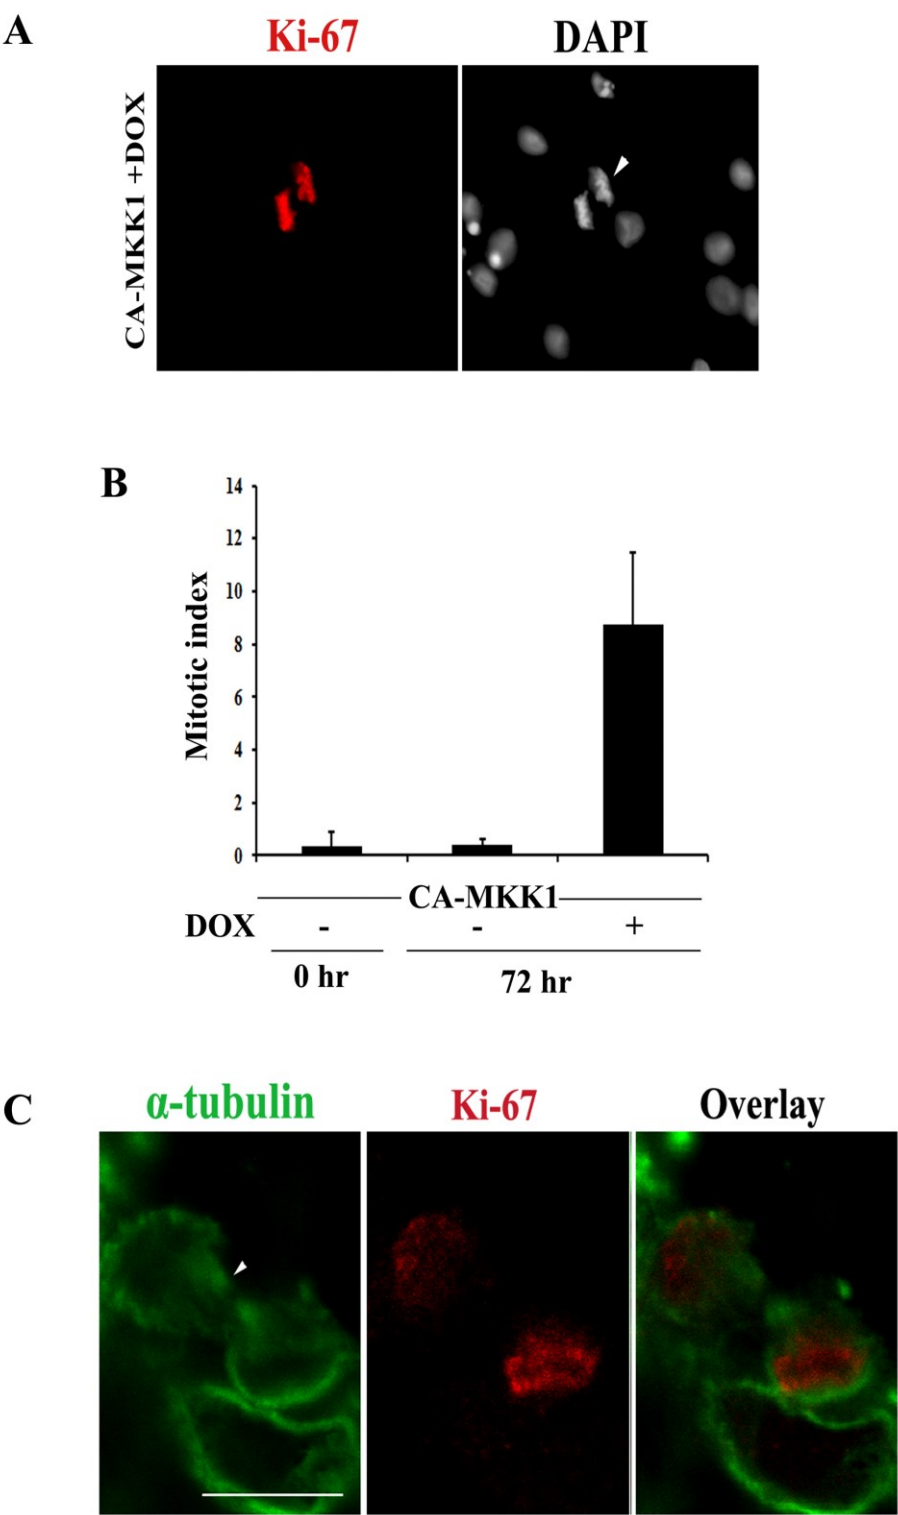 A
Ki-67 DAPI
CA-MKK1 +DOX
B
14
12
10
8
6
4
2
0
Mitotic index
CA-MKK1
DOX - - +
0 hr 72 hr
C
α-tubulin Ki-67 Overlay